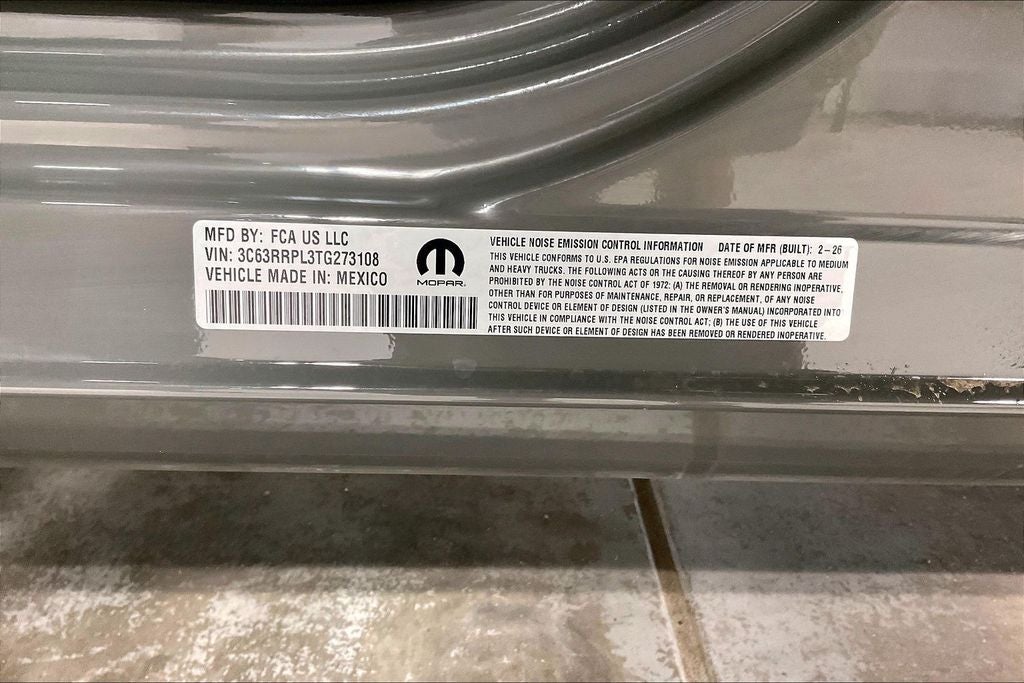 MFD BY: FCA US LLC
VIN: 3C63RRPL3TG273108
VEHICLE MADE IN: MEXICO
MOPAR
VEHICLE NOISE EMISSION CONTROL INFORMATION DATE OF MFR (BUILT): 2-26
THIS VEHICLE CONFORMS TO U.S. EPA REGULATIONS FOR NOISE EMISSION APPLICABLE TO MEDIUM
AND HEAVY TRUCKS. THE FOLLOWING ACTS OR THE CAUSING THEREOF BY ANY PERSON ARE
PROHIBITED BY THE NOISE CONTROL ACT OF 1972: (A) THE REMOVAL OR RENDERING INOPERATIVE,
OTHER THAN FOR PURPOSES OF MAINTENANCE, REPAIR, OR REPLACEMENT, OF ANY NOISE
CONTROL DEVICE OR ELEMENT OF DESIGN (LISTED IN THE OWNER'S MANUAL) INCORPORATED INTO
THIS VEHICLE IN COMPLIANCE WITH THE NOISE CONTROL ACT; (B) THE USE OF THIS VEHICLE
AFTER SUCH DEVICE OR ELEMENT OF DESIGN HAS BEEN REMOVED OR RENDERED INOPERATIVE.